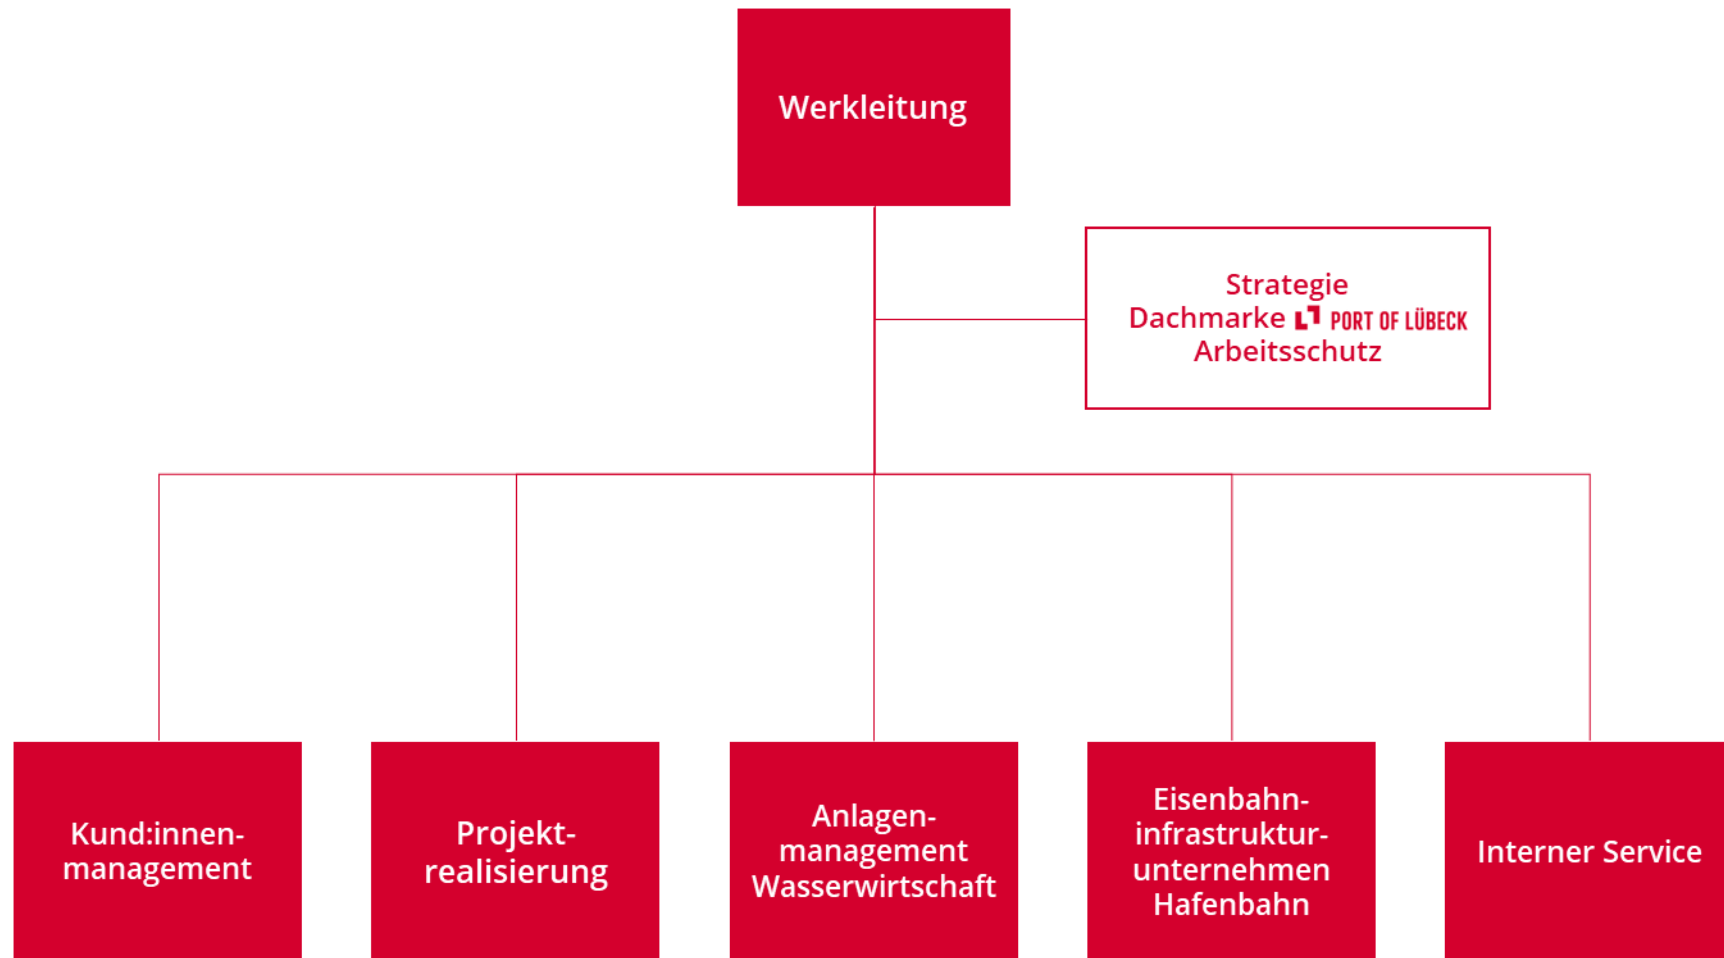 Werkleitung
Strategie
Dachmarke PORT OF LÜBECK
Arbeitsschutz
Kund:innen-
management
Projekt-
realisierung
Anlagen-
management
Wasserwirtschaft
Eisenbahn-
infrastruktur-
unternehmen
Hafenbahn
Interner Service